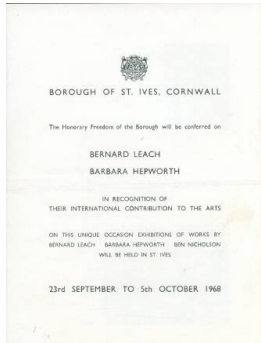 BOROUGH OF ST. IVES, CORNWALL
The Honorary Freedom of the Borough will be conferred on
BERNARD LEACH
BARBARA HEPWORTH
IN RECOGNITION OF
THEIR INTERNATIONAL CONTRIBUTION TO THE ARTS
ON THIS UNIQUE OCCASION EXHIBITIONS OF WORKS BY
BERNARD LEACH BARBARA HEPWORTH BEN NICHOLSON
WILL BE HELD IN ST. IVES
23rd SEPTEMBER TO 5th OCTOBER 1968